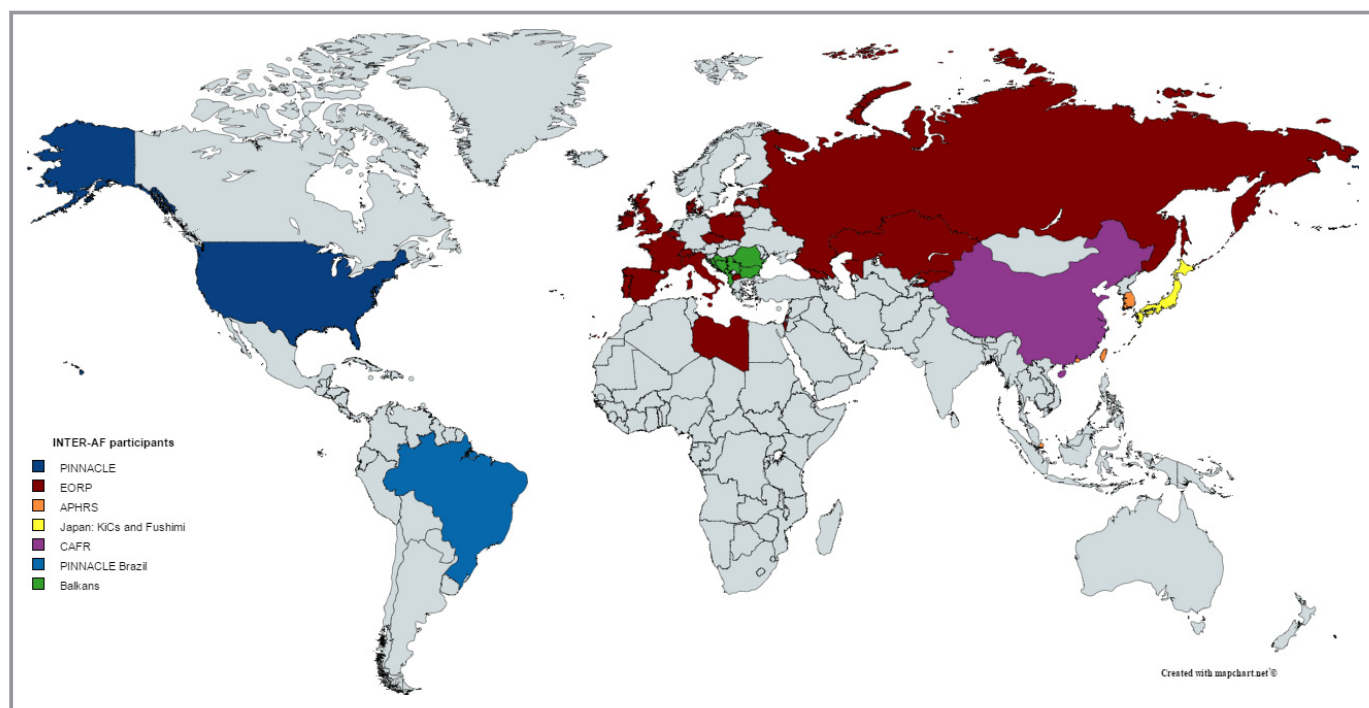 INTER-AF participants
PINNACLE
EORP
APHRS
Japan: KiCs and Fushimi
CAFR
PINNACLE Brazil
Balkans
Created with mapchart.net ©